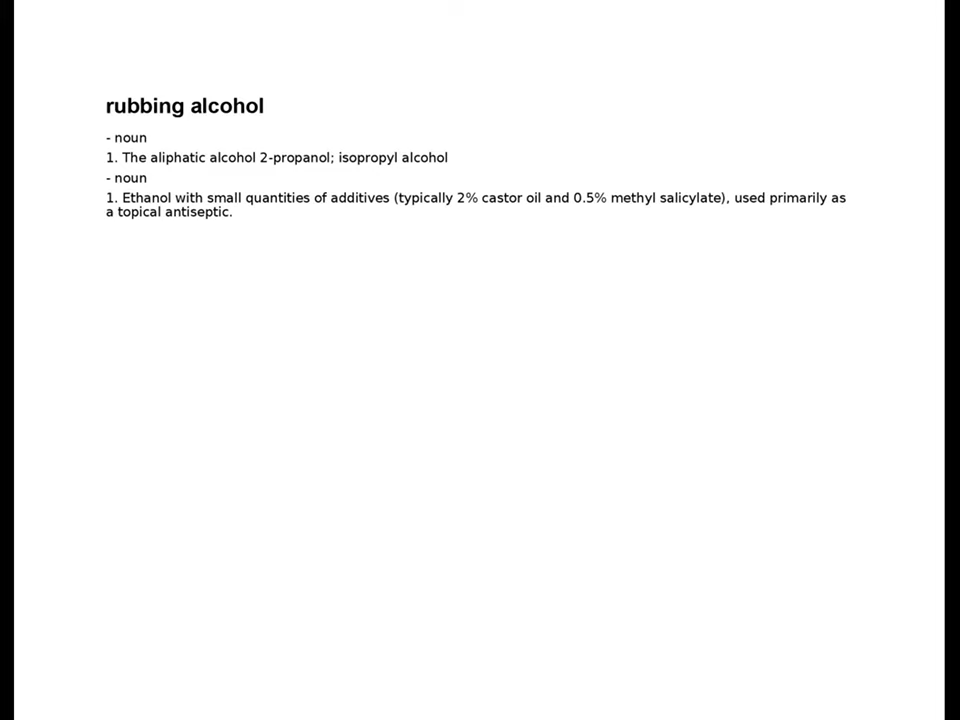 rubbing alcohol
- noun
1. The aliphatic alcohol 2-propanol; isopropyl alcohol
- noun
1. Ethanol with small quantities of additives (typically 2% castor oil and 0.5% methyl salicylate), used primarily as
a topical antiseptic.